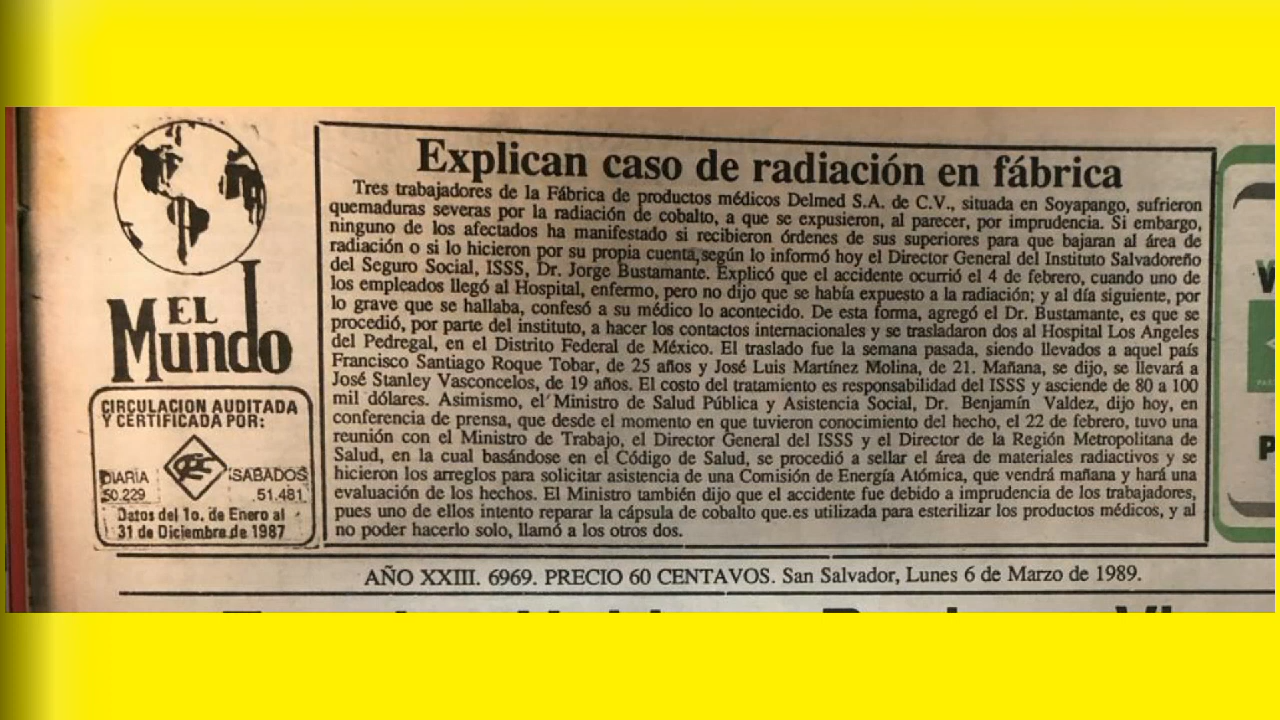 EL
Mundo
CIRCULACION AUDITADA
Y CERTIFICADA POR:
DIARIA
50.229
SABADOS
51.481
Datos del 1o. de Enero al
31 de Diciembre de 1987
Explican caso de radiación en fábrica
Tres trabajadores de la Fábrica de productos médicos Delmed S.A. de C.V., situada en Soyapango, sufrieron
quemaduras severas por la radiación de cobalto, a que se expusieron, al parecer, por imprudencia. Si embargo,
ninguno de los afectados ha manifestado si recibieron órdenes de sus superiores para que bajaran al área de
radiación o si lo hicieron por su propia cuenta, según lo informó hoy el Director General del Instituto Salvadoreño
del Seguro Social, ISSS, Dr. Jorge Bustamante. Explicó que el accidente ocurrió el 4 de febrero, cuando uno de
los empleados llegó al Hospital, enfermo, pero no dijo que se había expuesto a la radiación; y al día siguiente, por
lo grave que se hallaba, confesó a su médico lo acontecido. De esta forma, agregó el Dr. Bustamante, es que se
procedió, por parte del instituto, a hacer los contactos internacionales y se trasladaron dos al Hospital Los Angeles
del Pedregal, en el Distrito Federal de México. El traslado fue la semana pasada, siendo llevados a aquel país
Francisco Santiago Roque Tobar, de 25 años y José Luis Martínez Molina, de 21. Mañana, se dijo, se llevará a
José Stanley Vasconcelos, de 19 años. El costo del tratamiento es responsabilidad del ISSS y asciende de 80 a 100
mil dólares. Asimismo, el Ministro de Salud Pública y Asistencia Social, Dr. Benjamín Valdez, dijo hoy, en
conferencia de prensa, que desde el momento en que tuvieron conocimiento del hecho, el 22 de febrero, tuvo una
reunión con el Ministro de Trabajo, el Director General del ISSS y el Director de la Región Metropolitana de
Salud, en la cual basándose en el Código de Salud, se procedió a sellar el área de materiales radiactivos y se
hicieron los arreglos para solicitar asistencia de una Comisión de Energía Atómica, que vendrá mañana y hará una
evaluación de los hechos. El Ministro también dijo que el accidente fue debido a imprudencia de los trabajadores,
pues uno de ellos intento reparar la cápsula de cobalto que es utilizada para esterilizar los productos médicos, y al
no poder hacerlo solo, llamó a los otros dos.
AÑO XXIII. 6969. PRECIO 60 CENTAVOS. San Salvador, Lunes 6 de Marzo de 1989.